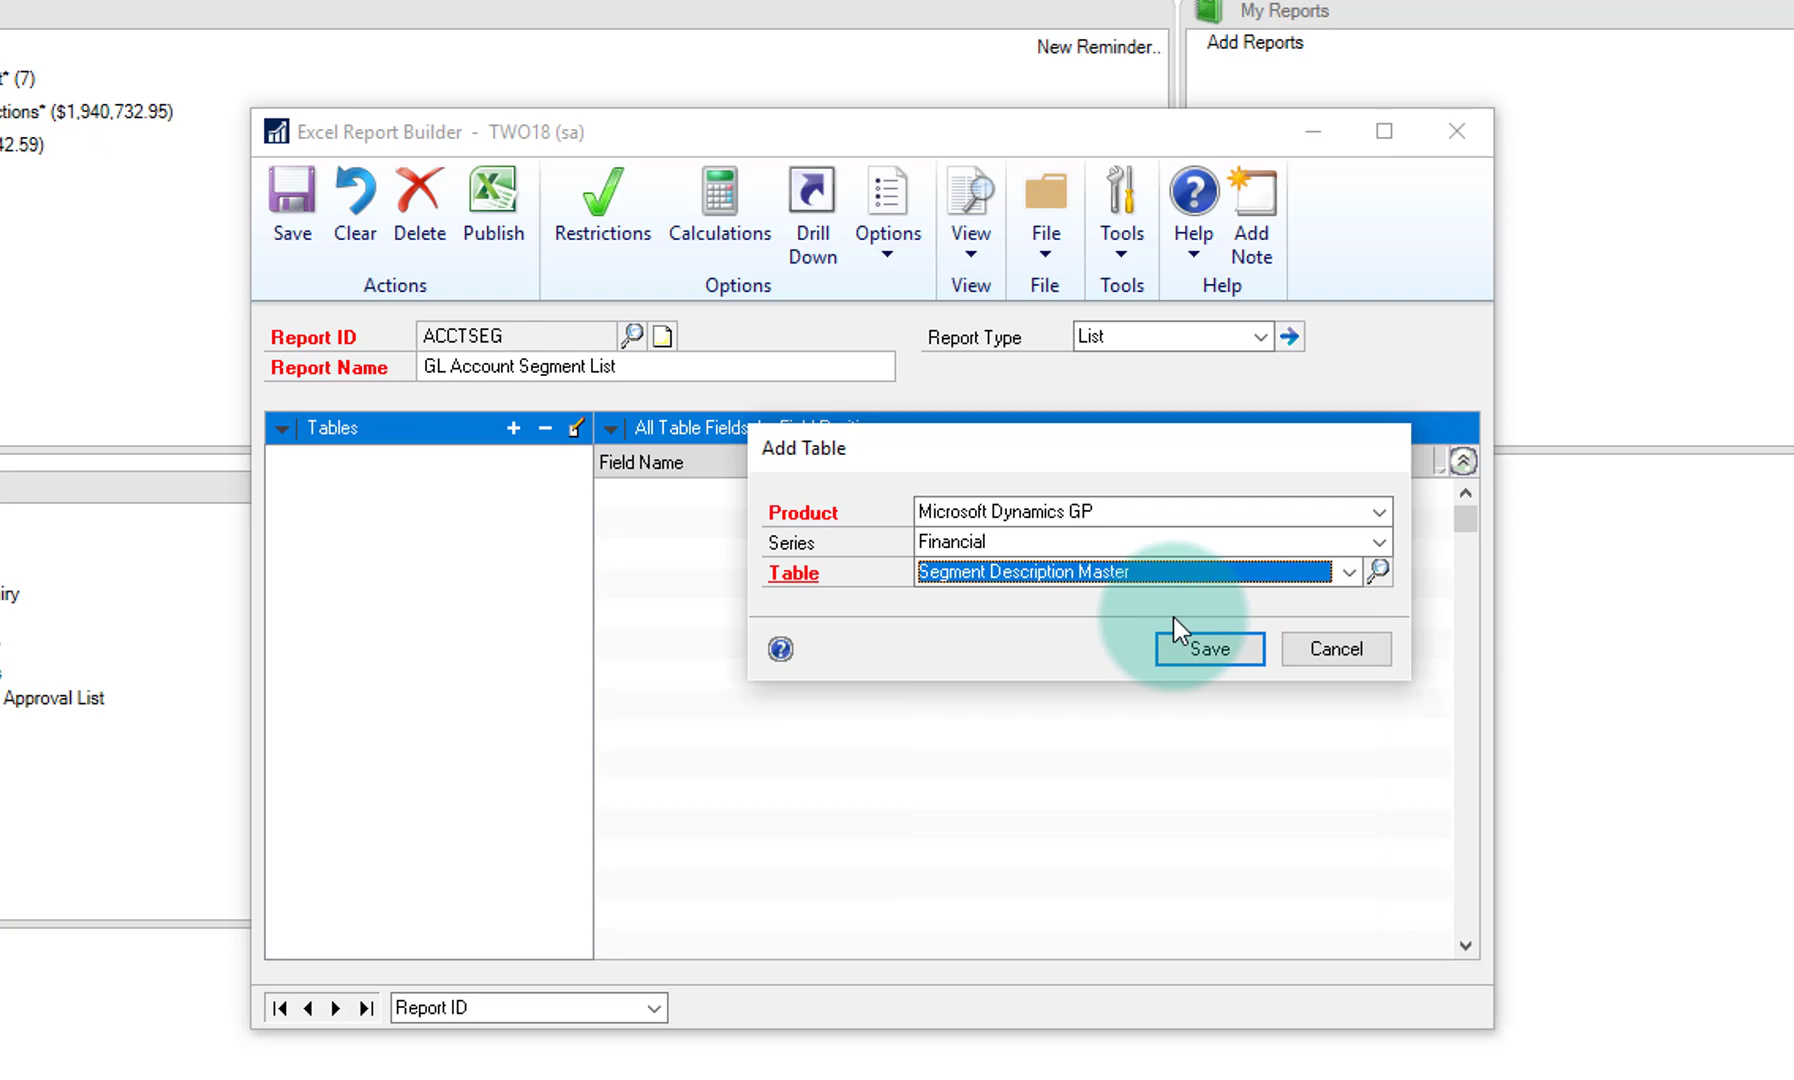 My Reports
New Reminder..
Add Reports
t* (7)
ctions* ($1,940,732.95)
42.59)
Excel Report Builder - TWO18 (sa)
Save
Clear
Delete
Publish
Restrictions
Calculations
Drill
Down
Options
View
File
Tools
Help
Add
Note
Actions
Options
View
File
Tools
Help
Report ID
ACCTSEG
Report Type
List
Report Name
GL Account Segment List
Tables
All Table Fields
Field Name
Add Table
Product
Microsoft Dynamics GP
Series
Financial
Table
Segment Description Master
Save
Cancel
iry
Approval List
Report ID